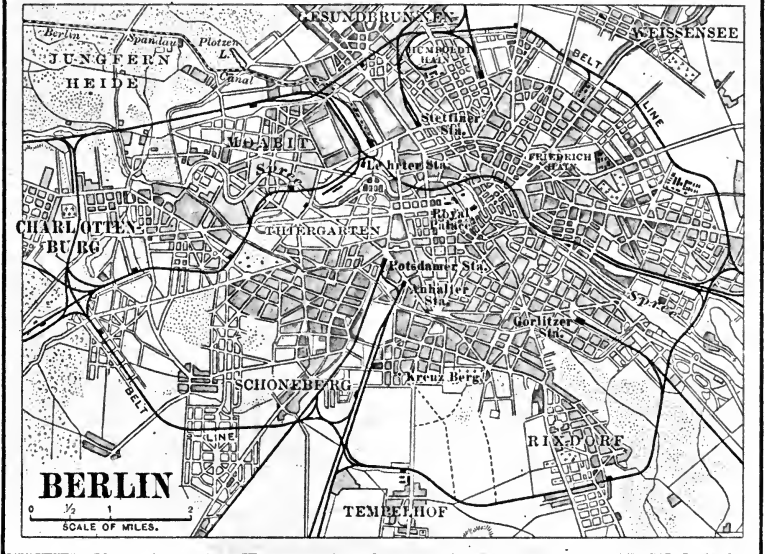 GESUNDBRUNNEN
WEISSENSEE
Berlin Spandau
Canal
Plotzen
L.
JUNGFERN
HEIDE
HUMBOLDT
HAIN
BELT
LINE
Stettiner
Sta.
MOABIT
Lehrter Sta.
FRIEDRICH
HAIN
Spree
CHARLOTTEN-
BURG
THIERGARTEN
Royal
Palace
Potsdamer Sta.
Anhalter
Sta.
Spree
Gorlitzer
Sta.
BELT
LINE
SCHÖNEBERG
Kreuz Berg
RIXDORF
BERLIN
TEMPELHOF
0 ½ 1 2
SCALE OF MILES.